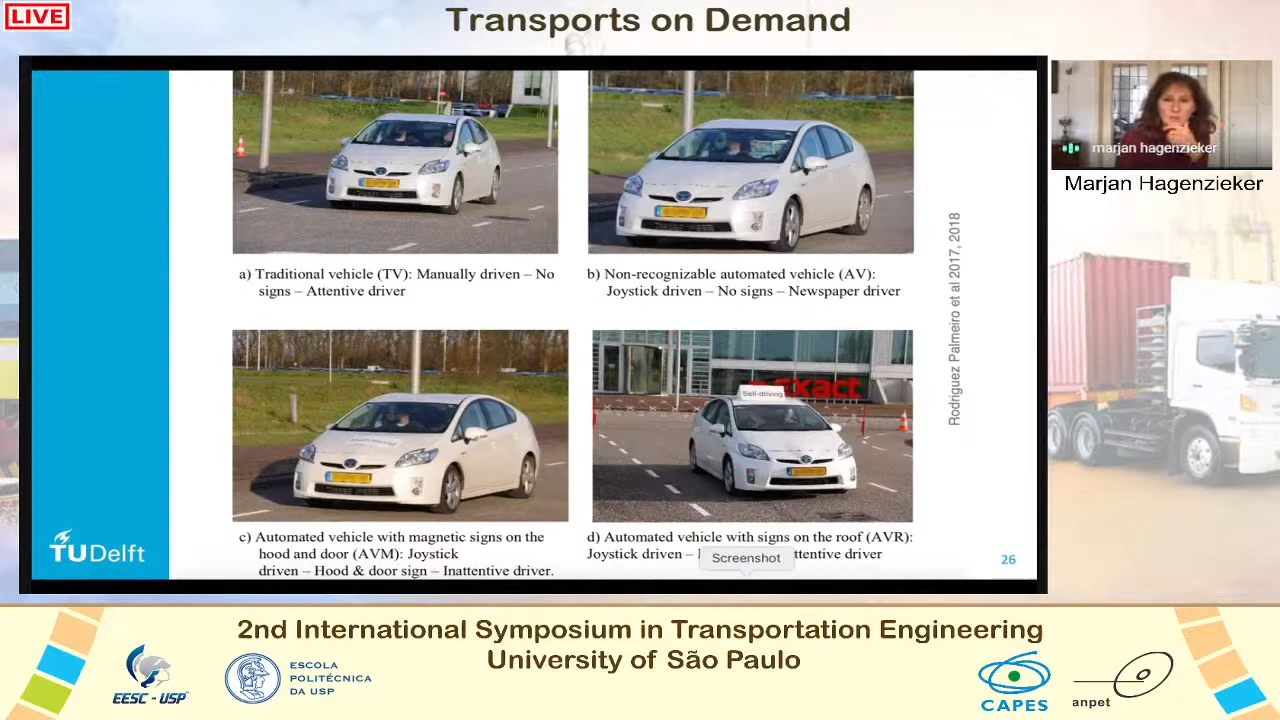 LIVE
Transports on Demand
a) Traditional vehicle (TV): Manually driven – No
signs – Attentive driver
b) Non-recognizable automated vehicle (AV):
Joystick driven – No signs – Newspaper driver
Self-driving
exact
c) Automated vehicle with magnetic signs on the
hood and door (AVM): Joystick
driven – Hood & door sign – Inattentive driver.
d) Automated vehicle with signs on the roof (AVR):
Joystick driven – ttentive driver
Screenshot
Rodriguez Palmeiro et al 2017, 2018
TUDelft
26
marjan hagenzieker
Marjan Hagenzieker
2nd International Symposium in Transportation Engineering
University of São Paulo
EESC - USP
ESCOLA
POLITÉCNICA
DA USP
CAPES
anpet